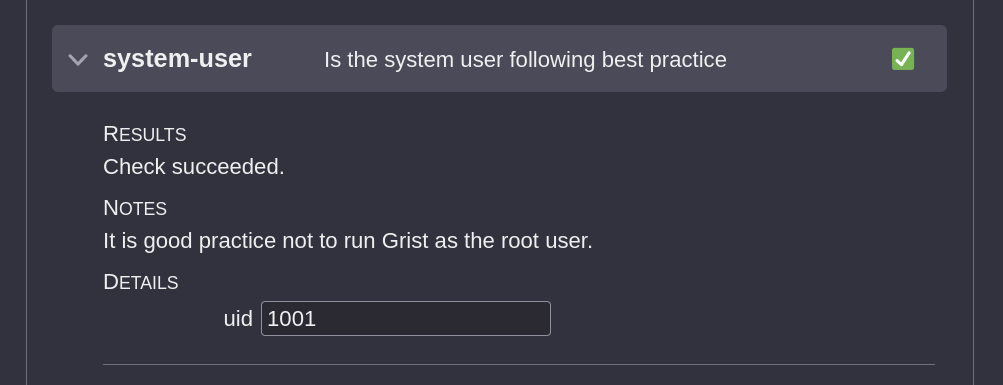 system-user Is the system user following best practice
RESULTS
Check succeeded.
NOTES
It is good practice not to run Grist as the root user.
DETAILS
uid 1001